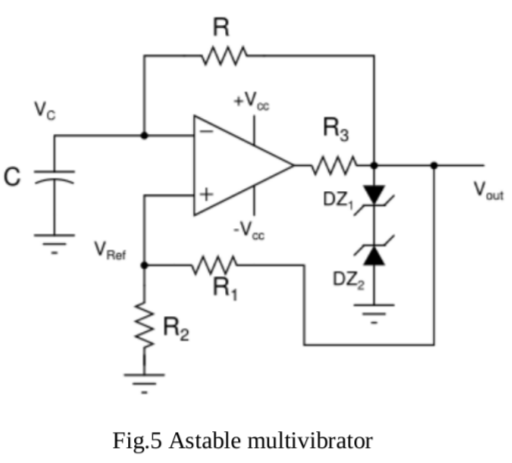 R
V_C
+V_cc
R_3
C
−
+
DZ_1
V_out
-V_cc
V_Ref
R_1
DZ_2
R_2
Fig.5 Astable multivibrator